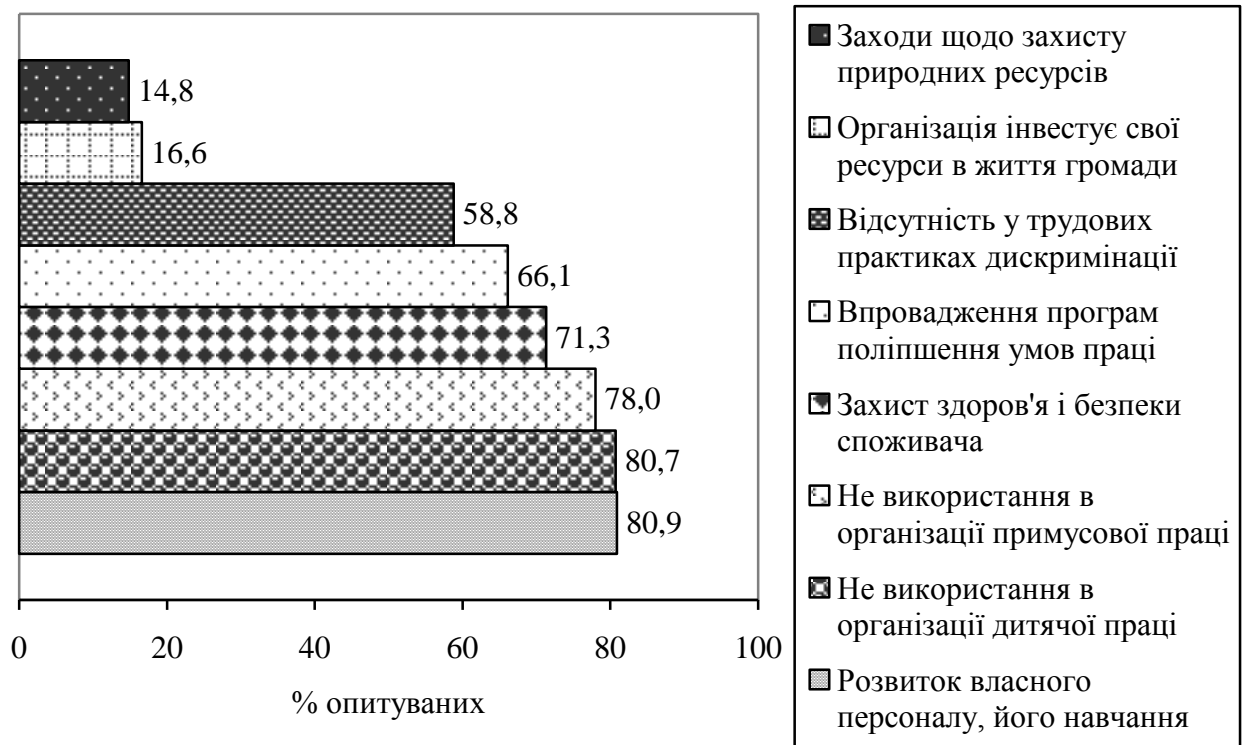 14,8
16,6
58,8
66,1
71,3
78,0
80,7
80,9
0 20 40 60 80 100
% опитуваних
Заходи щодо захисту
природних ресурсів
Організація інвестує свої
ресурси в життя громади
Відсутність у трудових
практиках дискримінації
Впровадження програм
поліпшення умов праці
Захист здоров'я і безпеки
споживача
Не використання в
організації примусової праці
Не використання в
організації дитячої праці
Розвиток власного
персоналу, його навчання